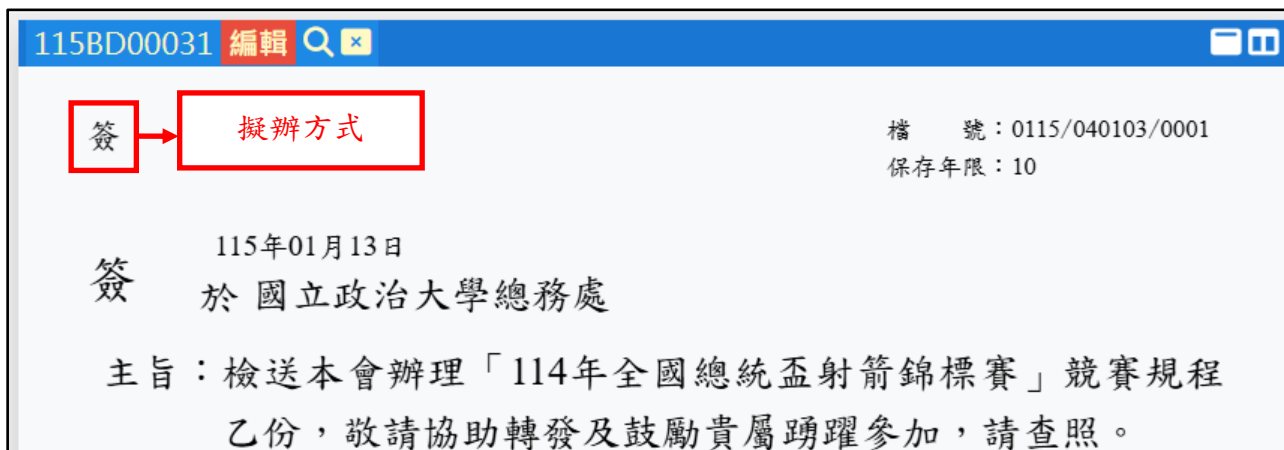 115BD00031 編輯
簽 擬辦方式
檔　　號：0115/040103/0001
保存年限：10
115年01月13日
簽 於 國立政治大學總務處
主旨：檢送本會辦理「114年全國總統盃射箭錦標賽」競賽規程
乙份，敬請協助轉發及鼓勵貴屬踴躍參加，請查照。